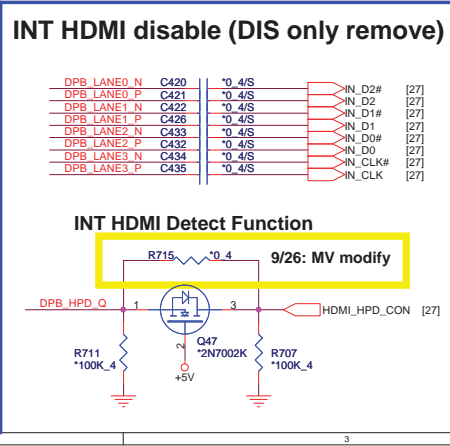 INT HDMI disable (DIS only remove)
DPB_LANE0_N C420 *0_4/S IN_D2# [27]
DPB_LANE0_P C421 *0_4/S IN_D2 [27]
DPB_LANE1_N C422 *0_4/S IN_D1# [27]
DPB_LANE1_P C426 *0_4/S IN_D1 [27]
DPB_LANE2_N C433 *0_4/S IN_D0# [27]
DPB_LANE2_P C432 *0_4/S IN_D0 [27]
DPB_LANE3_N C434 *0_4/S IN_CLK# [27]
DPB_LANE3_P C435 *0_4/S IN_CLK [27]
INT HDMI Detect Function
R715 *0_4 9/26: MV modify
DPB_HPD_Q 1 3 HDMI_HPD_CON [27]
Q47
R711 2 *2N7002K R707
*100K_4 *100K_4
+5V
3